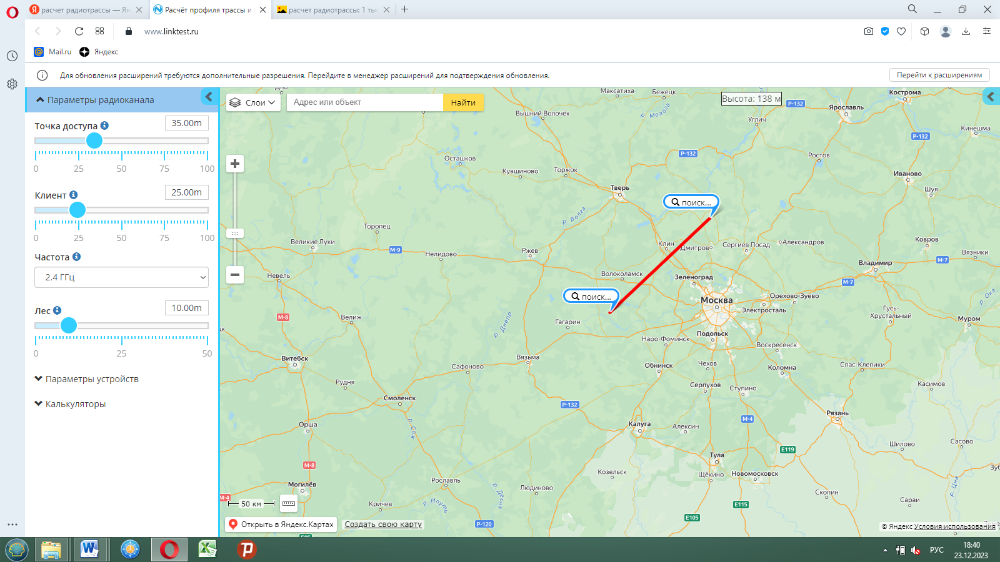 расчет радиотрассы — Ян
Расчёт профиля трассы и
расчет радиотрассы: 1 тыс
www.linktest.ru
Mail.ru
Яндекс
Для обновления расширений требуются дополнительные разрешения. Перейдите в менеджер расширений для подтверждения обновления.
Перейти к расширениям
Параметры радиоканала
Точка доступа
35.00m
0 25 50 75 100
Клиент
25.00m
0 25 50 75 100
Частота
2.4 ГГц
Лес
10.00m
0 25 50
Параметры устройств
Калькуляторы
Слои
Адрес или объект
Найти
Высота: 138 м
Максатиха
Бежецк
Кострома
Р-132
Ярославль
Вышний Волочёк
р. Молога
Углич
Кинешма
Р-132
Ростов
Р-132
Осташков
Кувшиново
Торжок
Иваново
Шуя
Тверь
поиск...
р. Волга
Торопец
Великие Луки
М-9
Нелидово
Ржев
Клин
Дмитров
Сергиев Посад
Александров
Ковров
Вязники
М-7
Владимир
Невель
Волоколамск
Зеленоград
М-7
поиск...
Москва
Орехово-Зуево
Электросталь
р. Ока
Гусь-
Хрустальный
Муром
М-8
Велиж
р. Днепр
Гагарин
Подольск
Наро-Фоминск
Воскресенск
Витебск
Сафоново
Вязьма
Обнинск
Чехов
Коломна
Спас-Клепики
Рудня
Серпухов
Ступино
Касимов
Смоленск
Р-132
Рязань
М-4
Орша
р. Сож
Калуга
Алексин
Шилово
Сасово
Е119
Тула
М-8
Козельск
Щёкино
Новомосковск
Могилёв
Рославль
р. Десна
Людиново
р. Цна
Скопин
Сараи
М-4
50 км
Кричев
р. Ипуть
Е115
Е105
Р-120
Открыть в Яндекс.Картах
Создать свою карту
© Яндекс Условия использования
РУС
18:40
23.12.2023